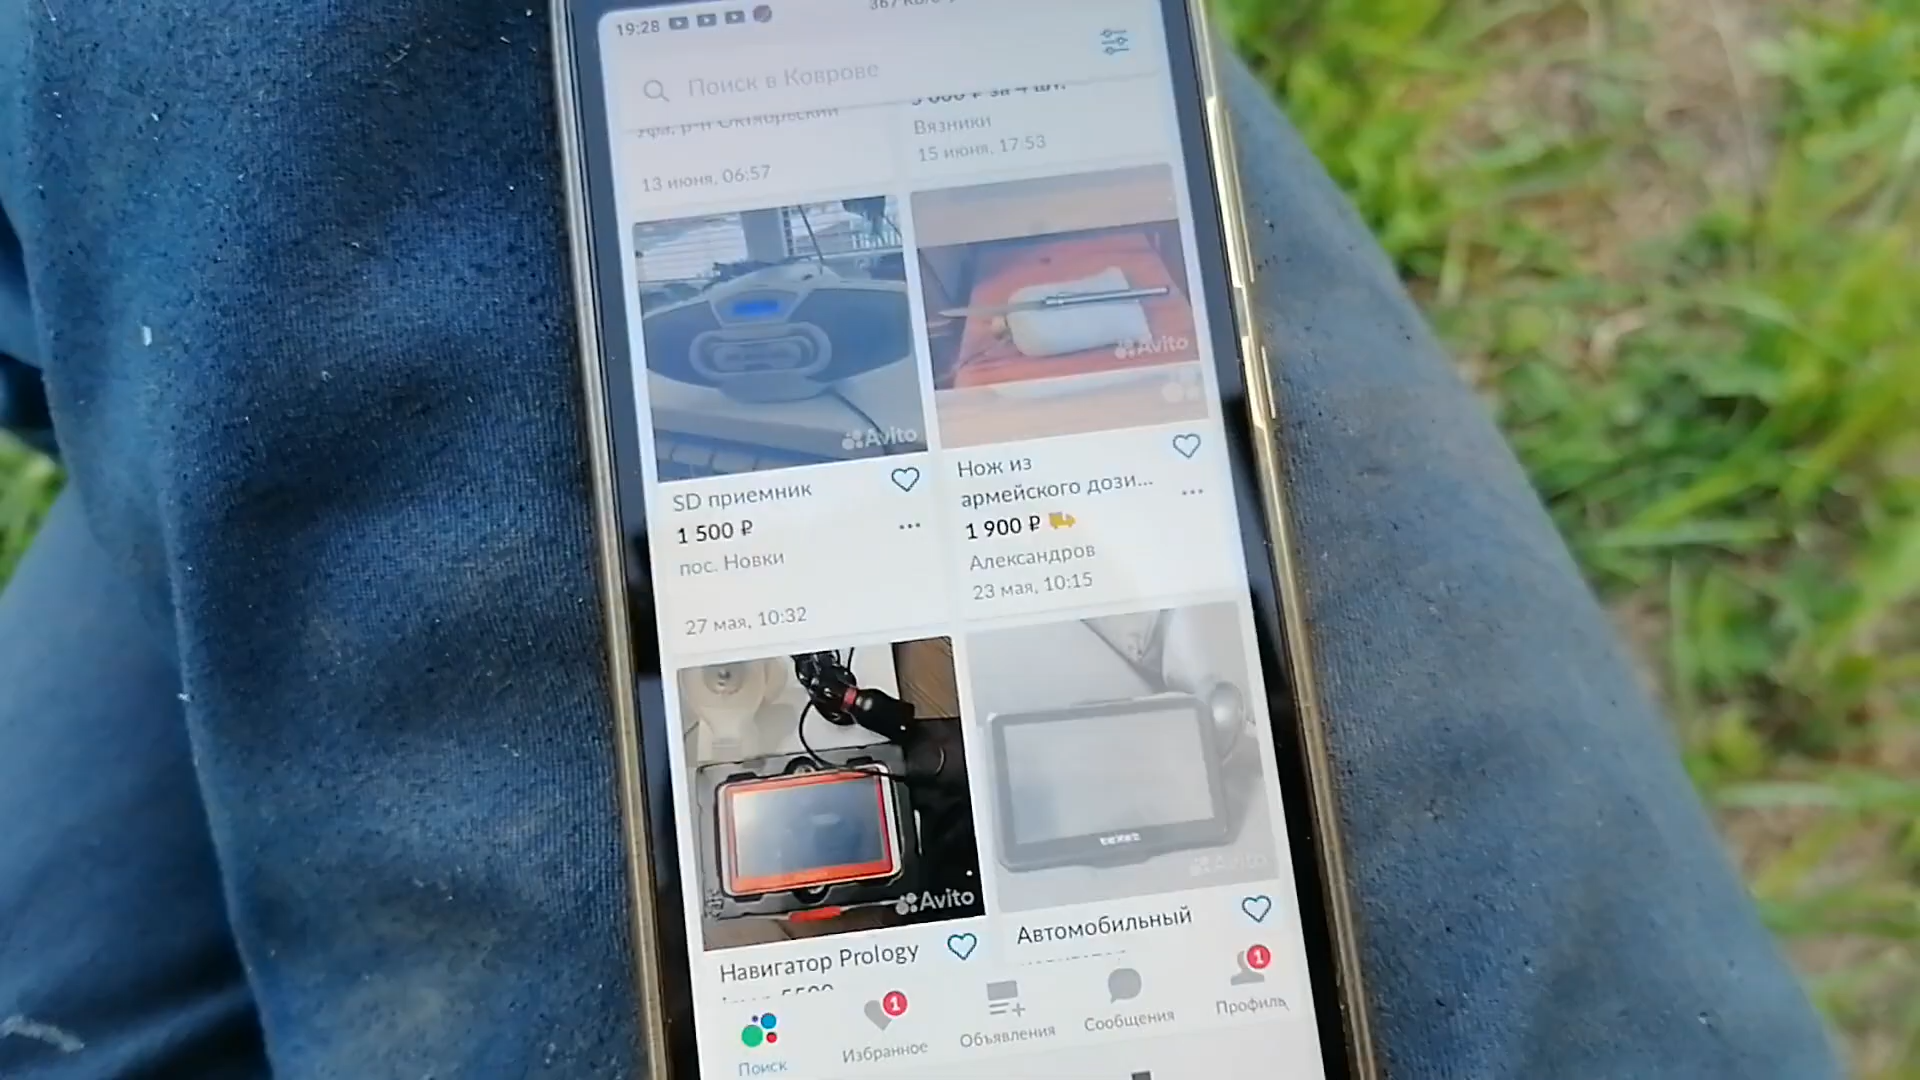 19:28
Поиск в Коврове
13 июня, 06:57
Вязники
15 июня, 17:53
Avito
Avito
SD приемник
1 500 ₽
пос. Новки
27 мая, 10:32
Нож из
армейского дози...
1 900 ₽
Александров
23 мая, 10:15
Avito
texet
Avito
Навигатор Prology
Автомобильный
1
1
Поиск
Избранное
Объявления
Сообщения
Профиль